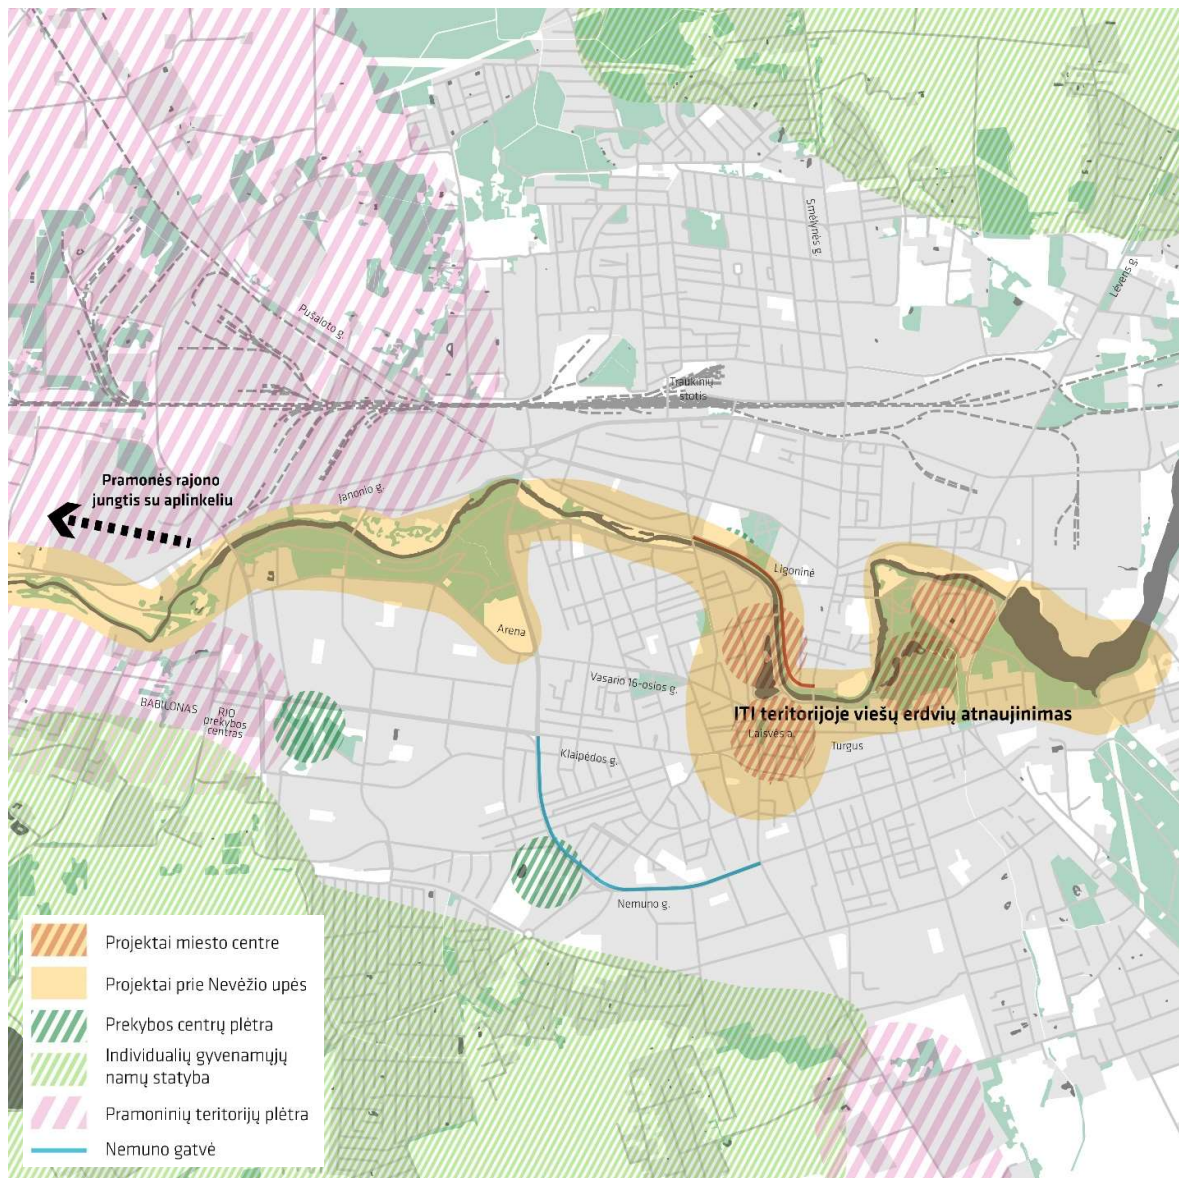 Smėlynės g.
Lėvens g.
Pušaloto g.
Traukinių
stotis
Pramonės rajono
jungtis su aplinkeliu
Janonio g.
Ligoninė
Arena
Vasario 16-osios g.
BABILONAS
RIO
prekybos
centras
ITI teritorijoje viešų erdvių atnaujinimas
Laisvės a.
Turgus
Klaipėdos g.
Nemuno g.
Projektai miesto centre
Projektai prie Nevėžio upės
Prekybos centrų plėtra
Individualių gyvenamųjų
namų statyba
Pramoninių teritorijų plėtra
Nemuno gatvė